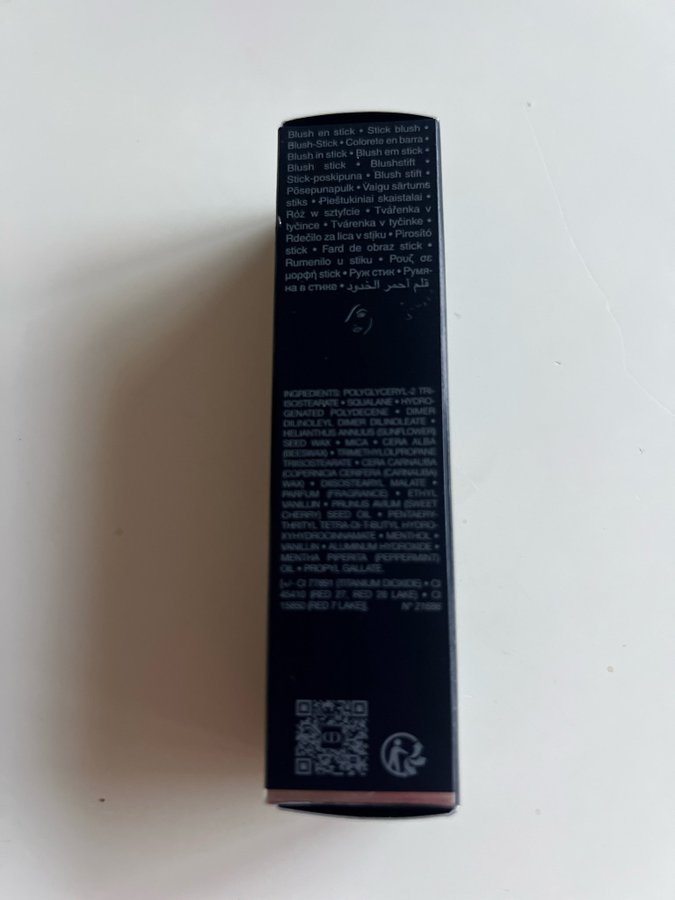 Blush en stick • Stick blush •
Blush-Stick • Colorete en barra •
Blush in stick • Blush em stick •
Blush stick • Blushstift •
Stick-poskipuna • Blush stift •
Põsepunapulk • Vaigu sārtums
stiks • Pieštukiniai skaistalai •
Róż w sztyfcie • Tvářenka v
tyčince • Tvárenka v tyčinke •
Rdečilo za lica v stiku • Pirosító
stick • Fard de obraz stick •
Rumenilo u stiku • Ρουζ σε
μορφή stick • Руж стик • Румя-
на в стике • قلم أحمر الخدود
INGREDIENTS: POLYGLYCERYL-2 TRI-
ISOSTEARATE • SQUALANE • HYDRO-
GENATED POLYDECENE • DIMER
DILINOLEYL DIMER DILINOLEATE •
HELIANTHUS ANNUUS (SUNFLOWER)
SEED WAX • MICA • CERA ALBA
(BEESWAX) • TRIMETHYLOLPROPANE
TRIISOSTEARATE • CERA CARNAUBA
(COPERNICIA CERIFERA (CARNAUBA)
WAX) • DIISOSTEARYL MALATE •
PARFUM (FRAGRANCE) • ETHYL
VANILLIN • PRUNUS AVIUM (SWEET
CHERRY) SEED OIL • PENTAERY-
THRITYL TETRA-DI-T-BUTYL HYDRO-
XYHYDROCINNAMATE • MENTHOL •
VANILLIN • ALUMINUM HYDROXIDE •
MENTHA PIPERITA (PEPPERMINT)
OIL • PROPYL GALLATE.
[+/- CI 77891 (TITANIUM DIOXIDE) • CI
45410 (RED 27, RED 28 LAKE) • CI
15850 (RED 7 LAKE)]. N°